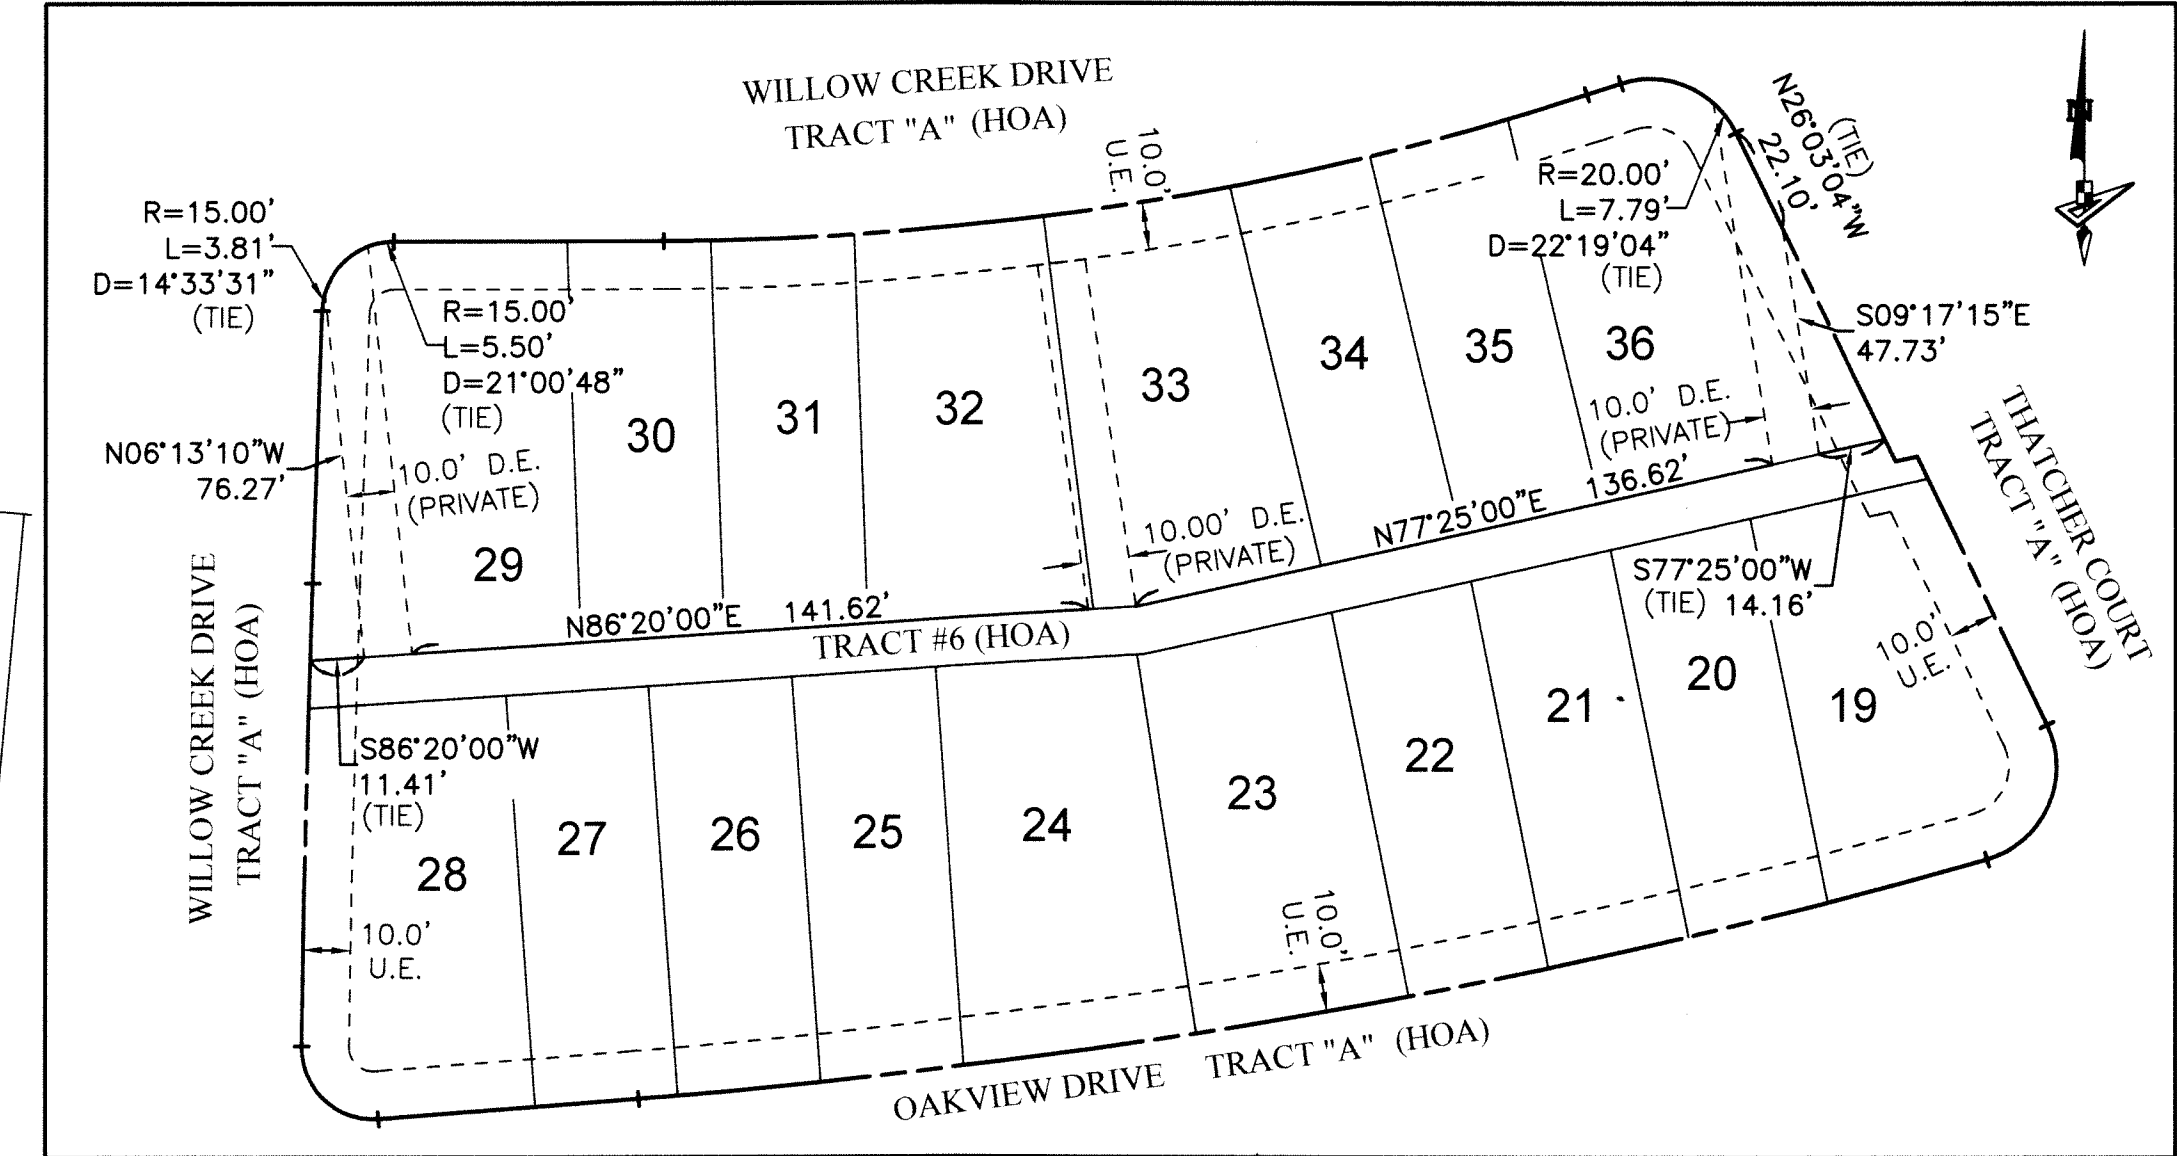 WILLOW CREEK DRIVE
TRACT "A" (HOA)
10.0'
U.E.
N26°03'04"W
(TIE)
22.10'
N
R=15.00'
L=3.81'
D=14°33'31"
(TIE)
R=15.00'
L=5.50'
D=21°00'48"
(TIE)
R=20.00'
L=7.79'
D=22°19'04"
(TIE)
S09°17'15"E
47.73'
N06°13'10"W
76.27'
10.0' D.E.
(PRIVATE)
29
30
31
32
33
34
35
36
10.0' D.E.
(PRIVATE)
10.00' D.E.
(PRIVATE)
N86°20'00"E 141.62'
N77°25'00"E 136.62'
TRACT #6 (HOA)
THATCHER COURT
TRACT "A" (HOA)
WILLOW CREEK DRIVE
TRACT "A" (HOA)
S86°20'00"W
11.41'
(TIE)
S77°25'00"W
(TIE) 14.16'
10.0'
U.E.
28
27
26
25
24
23
22
21
20
19
10.0'
U.E.
10.0'
U.E.
OAKVIEW DRIVE TRACT "A" (HOA)